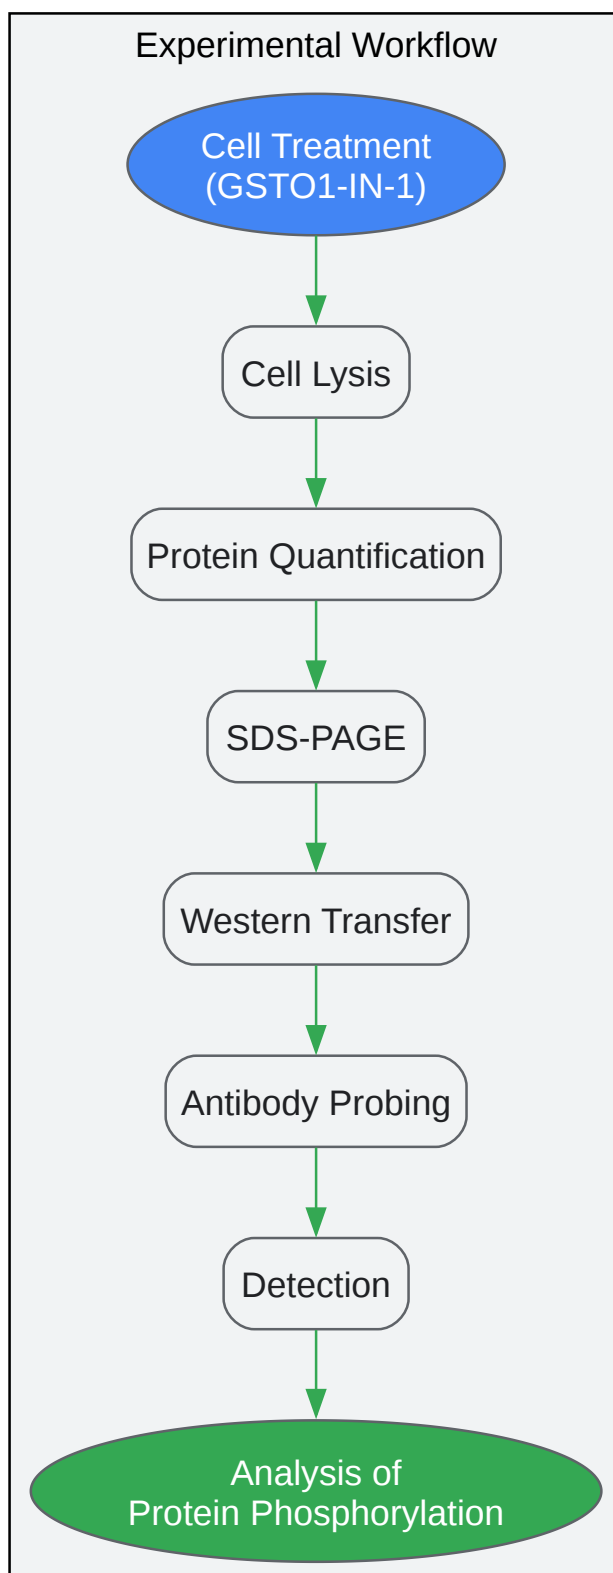 Experimental Workflow
Cell Treatment
(GSTO1-IN-1)
Cell Lysis
Protein Quantification
SDS-PAGE
Western Transfer
Antibody Probing
Detection
Analysis of
Protein Phosphorylation